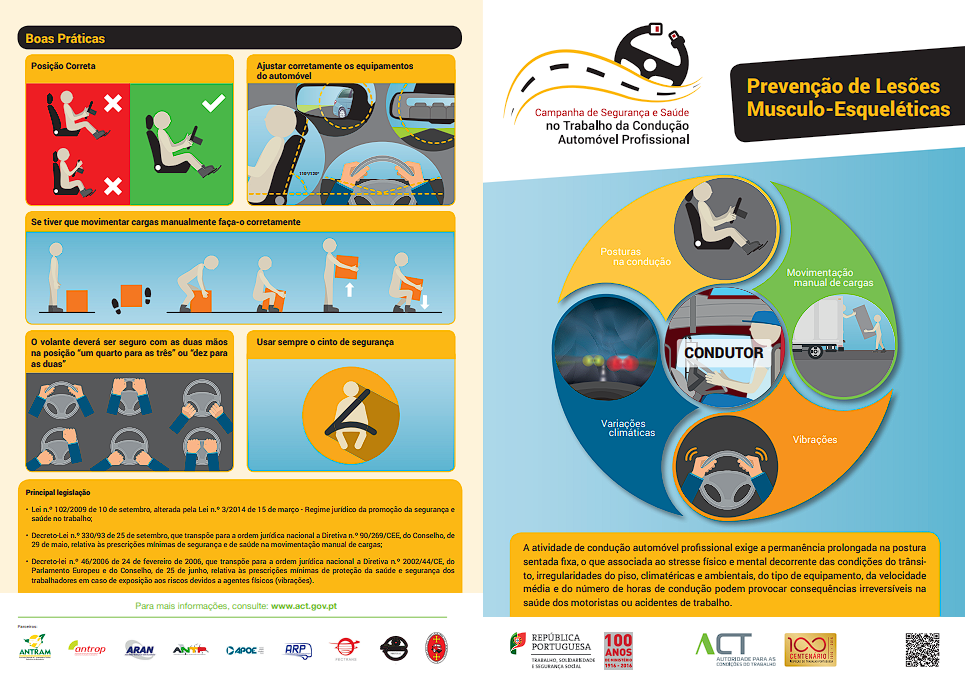 Boas Práticas
Posição Correta
Ajustar corretamente os equipamentos
do automóvel
110º/120º
Se tiver que movimentar cargas manualmente faça-o corretamente
O volante deverá ser seguro com as duas mãos
na posição “um quarto para as três” ou “dez para
as duas”
Usar sempre o cinto de segurança
Principal legislação
• Lei n.º 102/2009 de 10 de setembro, alterada pela Lei n.º 3/2014 de 15 de março - Regime jurídico da promoção da segurança e
saúde no trabalho;
• Decreto-Lei n.º 330/93 de 25 de setembro, que transpõe para a ordem jurídica nacional a Diretiva n.º 90/269/CEE, do Conselho, de
29 de maio, relativa às prescrições mínimas de segurança e de saúde na movimentação manual de cargas;
• Decreto-lei n.º 46/2006 de 24 de fevereiro de 2006, que transpõe para a ordem jurídica nacional a Diretiva n.º 2002/44/CE, do
Parlamento Europeu e do Conselho, de 25 de junho, relativa às prescrições mínimas de proteção da saúde e segurança dos
trabalhadores em caso de exposição aos riscos devidos a agentes físicos (vibrações).
Para mais informações, consulte: www.act.gov.pt
Parceiros:
ANTRAM
antrop
ARAN
ANTP
APOE
ARP
FECTRANS
Campanha de Segurança e Saúde
no Trabalho da Condução
Automóvel Profissional
Prevenção de Lesões
Musculo-Esqueléticas
Posturas
na condução
Movimentação
manual de cargas
CONDUTOR
Variações
climáticas
Vibrações
A atividade de condução automóvel profissional exige a permanência prolongada na postura
sentada fixa, o que associada ao stresse físico e mental decorrente das condições do trânsi-
to, irregularidades do piso, climatéricas e ambientais, do tipo de equipamento, da velocidade
média e do número de horas de condução podem provocar consequências irreversíveis na
saúde dos motoristas ou acidentes de trabalho.
REPÚBLICA
PORTUGUESA
TRABALHO, SOLIDARIEDADE
E SEGURANÇA SOCIAL
100
ANOS
DE MINISTÉRIO
1916 - 2016
ACT
AUTORIDADE PARA AS
CONDIÇÕES DO TRABALHO
100
CENTENÁRIO